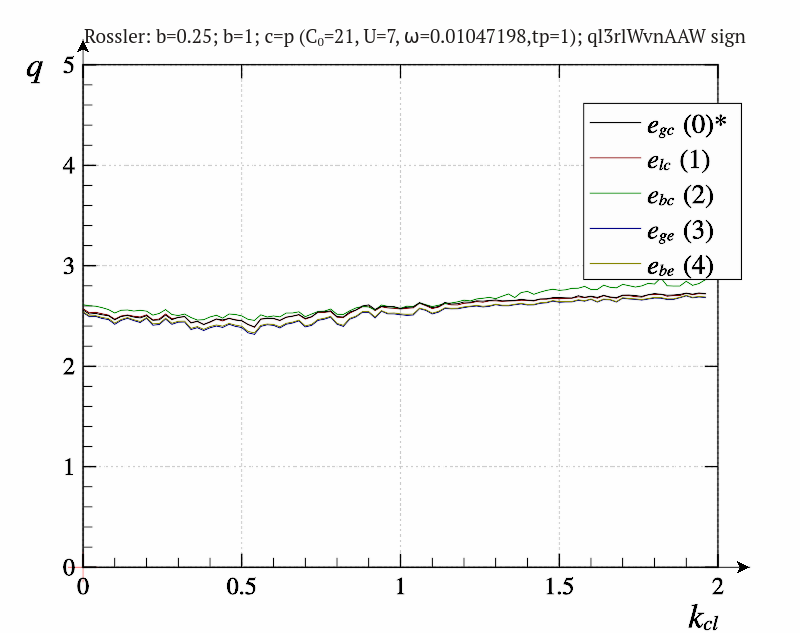 Rossler: b=0.25; b=1; c=p (C₀=21, U=7, ω=0.01047198,tp=1); ql3rlWvnAAW sign
q
5
4
3
2
1
0
e_gc (0)*
e_lc (1)
e_bc (2)
e_ge (3)
e_be (4)
0 0.5 1 1.5 2
k_cl